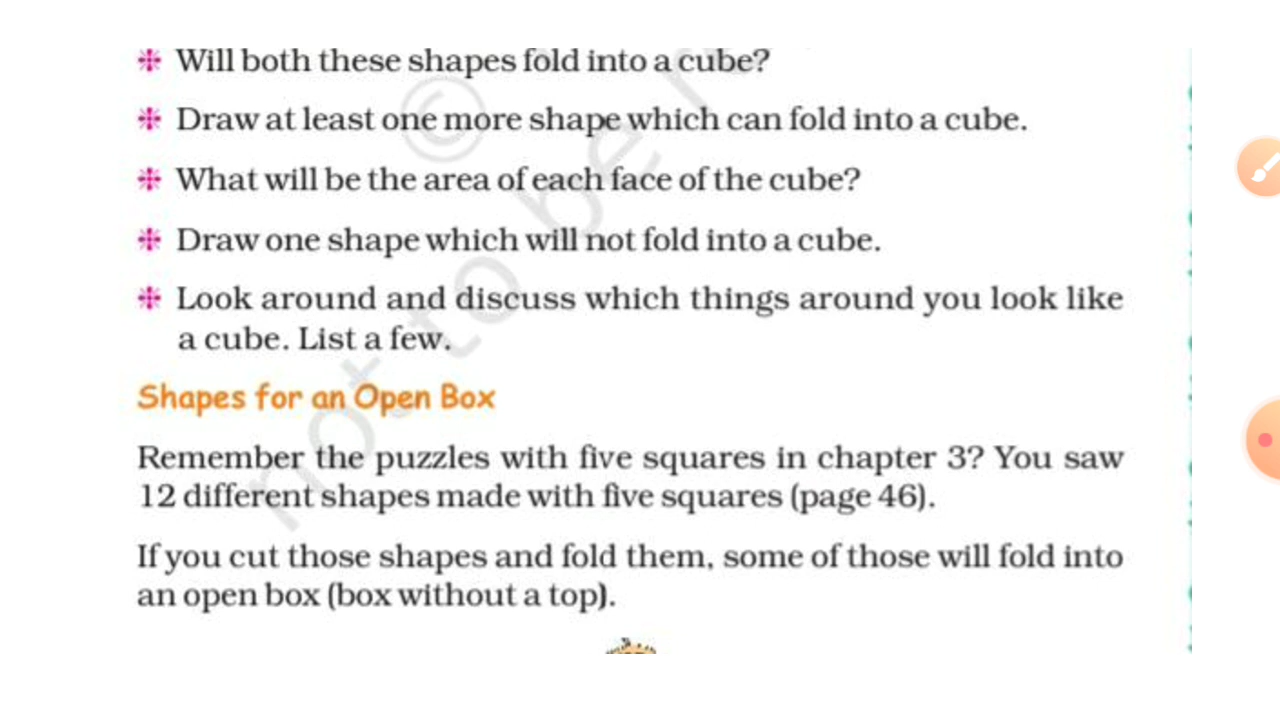 Will both these shapes fold into a cube?
Draw at least one more shape which can fold into a cube.
What will be the area of each face of the cube?
Draw one shape which will not fold into a cube.
Look around and discuss which things around you look like
a cube. List a few.
Shapes for an Open Box
Remember the puzzles with five squares in chapter 3? You saw
12 different shapes made with five squares (page 46).
If you cut those shapes and fold them, some of those will fold into
an open box (box without a top).
© not to be r